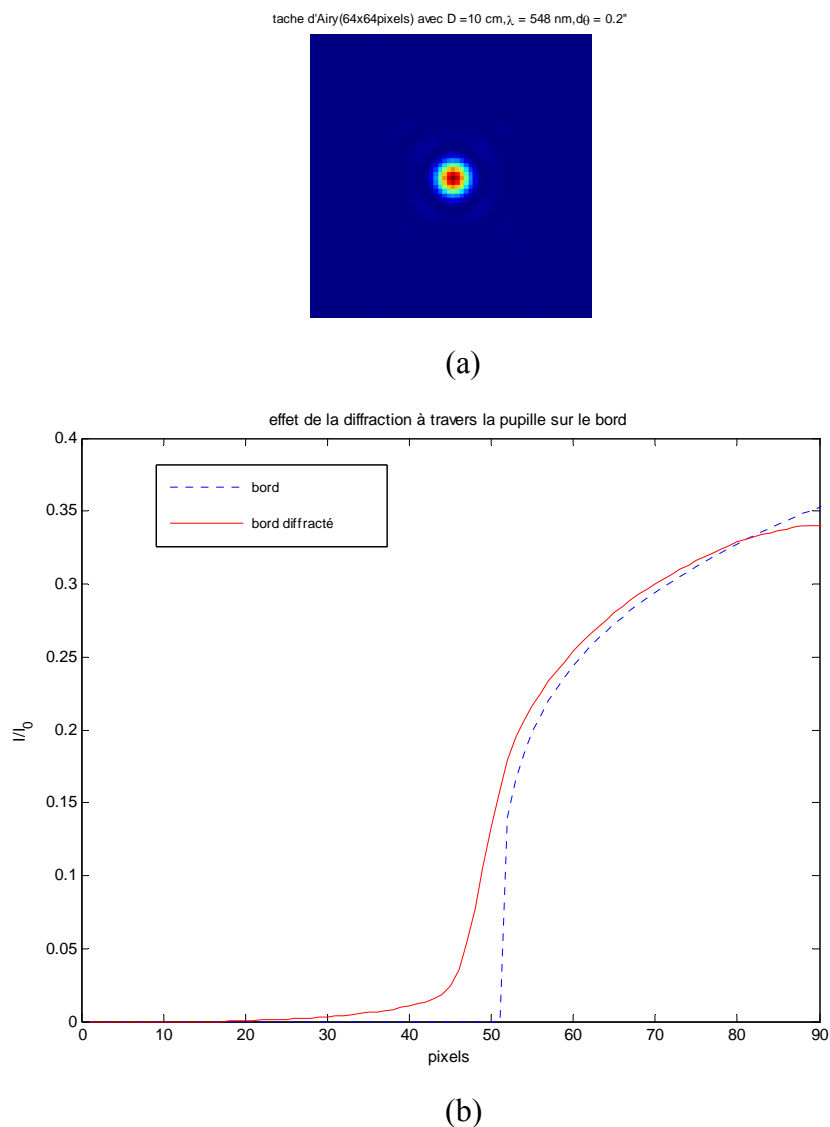 tache d'Airy(64x64pixels) avec D =10 cm,λ = 548 nm,dθ = 0.2"
(a)
effet de la diffraction à travers la pupille sur le bord
0.4
0.35
0.3
0.25
0.2
0.15
0.1
0.05
0
I/I0
bord
bord diffracté
0 10 20 30 40 50 60 70 80 90
pixels
(b)